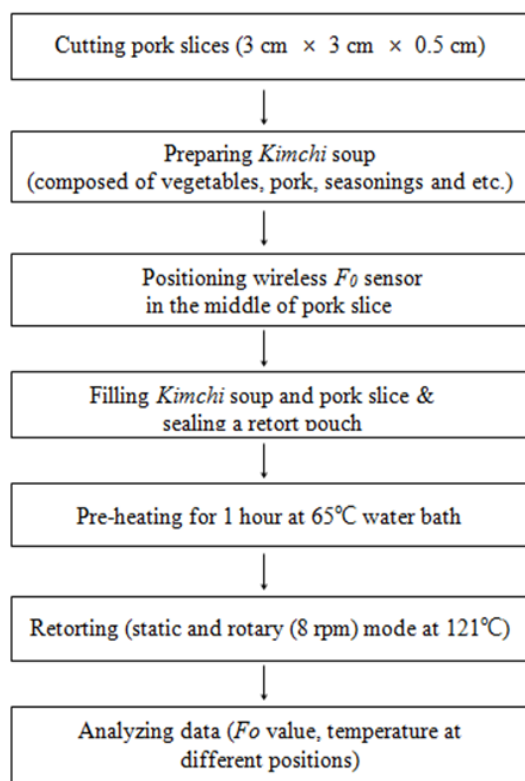 Cutting pork slices (3 cm × 3 cm × 0.5 cm)
Preparing Kimchi soup
(composed of vegetables, pork, seasonings and etc.)
Positioning wireless F0 sensor
in the middle of pork slice
Filling Kimchi soup and pork slice &
sealing a retort pouch
Pre-heating for 1 hour at 65℃ water bath
Retorting (static and rotary (8 rpm) mode at 121℃)
Analyzing data (Fo value, temperature at
different positions)